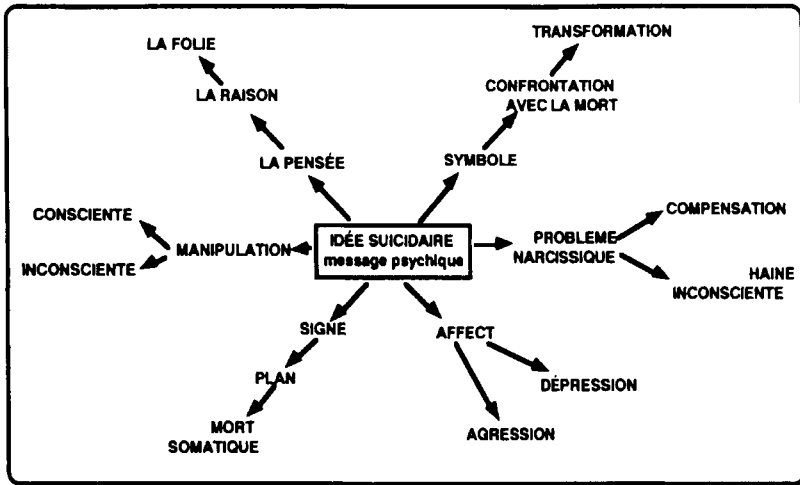 TRANSFORMATION
LA FOLIE
CONFRONTATION
AVEC LA MORT
LA RAISON
LA PENSÉE
SYMBOLE
CONSCIENTE
COMPENSATION
MANIPULATION
IDÉE SUICIDAIRE
message psychique
PROBLEME
NARCISSIQUE
INCONSCIENTE
HAINE
INCONSCIENTE
SIGNE
AFFECT
PLAN
DÉPRESSION
MORT
SOMATIQUE
AGRESSION